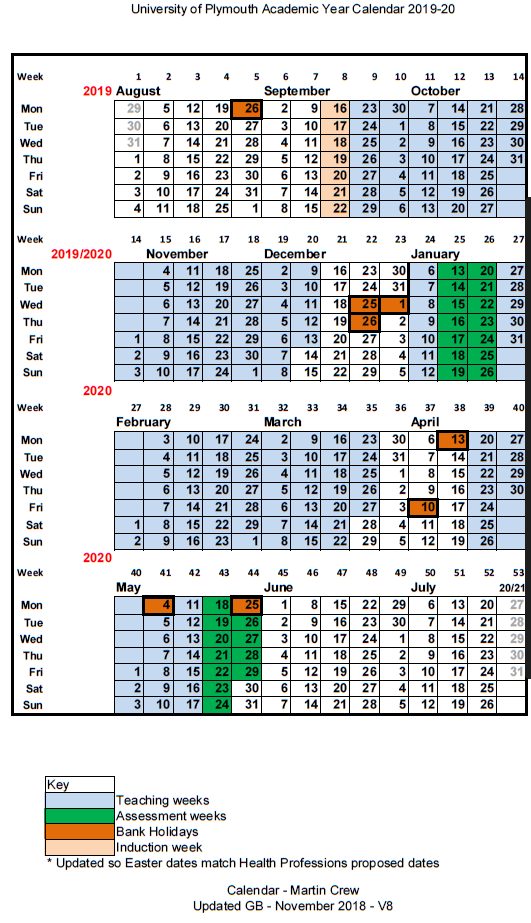 University of Plymouth Academic Year Calendar 2019-20
Week 1 2 3 4 5 6 7 8 9 10 11 12 13 14
2019 August September October
Mon 29 5 12 19 26 2 9 16 23 30 7 14 21 28
Tue 30 6 13 20 27 3 10 17 24 1 8 15 22 29
Wed 31 7 14 21 28 4 11 18 25 2 9 16 23 30
Thu 1 8 15 22 29 5 12 19 26 3 10 17 24 31
Fri 2 9 16 23 30 6 13 20 27 4 11 18 25
Sat 3 10 17 24 31 7 14 21 28 5 12 19 26
Sun 4 11 18 25 1 8 15 22 29 6 13 20 27
Week 14 15 16 17 18 19 20 21 22 23 24 25 26 27
2019/2020 November December January
Mon 4 11 18 25 2 9 16 23 30 6 13 20 27
Tue 5 12 19 26 3 10 17 24 31 7 14 21 28
Wed 6 13 20 27 4 11 18 25 1 8 15 22 29
Thu 7 14 21 28 5 12 19 26 2 9 16 23 30
Fri 1 8 15 22 29 6 13 20 27 3 10 17 24 31
Sat 2 9 16 23 30 7 14 21 28 4 11 18 25
Sun 3 10 17 24 1 8 15 22 29 5 12 19 26
2020
Week 27 28 29 30 31 32 33 34 35 36 37 38 39 40
February March April
Mon 3 10 17 24 2 9 16 23 30 6 13 20 27
Tue 4 11 18 25 3 10 17 24 31 7 14 21 28
Wed 5 12 19 26 4 11 18 25 1 8 15 22 29
Thu 6 13 20 27 5 12 19 26 2 9 16 23 30
Fri 7 14 21 28 6 13 20 27 3 10 17 24
Sat 1 8 15 22 29 7 14 21 28 4 11 18 25
Sun 2 9 16 23 1 8 15 22 29 5 12 19 26
2020
Week 40 41 42 43 44 45 46 47 48 49 50 51 52 53
May June July 20/21
Mon 4 11 18 25 1 8 15 22 29 6 13 20 27
Tue 5 12 19 26 2 9 16 23 30 7 14 21 28
Wed 6 13 20 27 3 10 17 24 1 8 15 22 29
Thu 7 14 21 28 4 11 18 25 2 9 16 23 30
Fri 1 8 15 22 29 5 12 19 26 3 10 17 24 31
Sat 2 9 16 23 30 6 13 20 27 4 11 18 25
Sun 3 10 17 24 31 7 14 21 28 5 12 19 26
Key
Teaching weeks
Assessment weeks
Bank Holidays
Induction week
* Updated so Easter dates match Health Professions proposed dates
Calendar - Martin Crew
Updated GB - November 2018 - V8